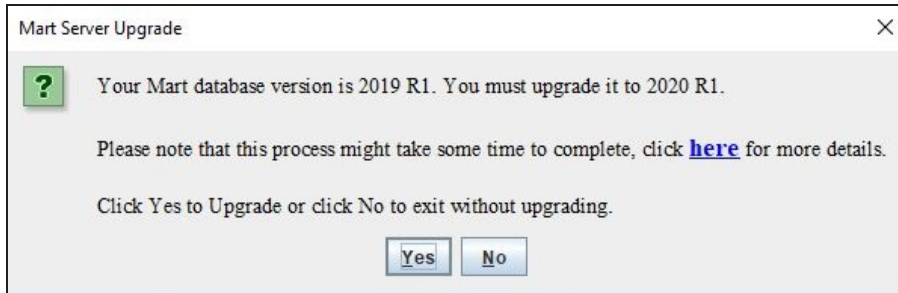 Mart Server Upgrade
?
Your Mart database version is 2019 R1. You must upgrade it to 2020 R1.
Please note that this process might take some time to complete, click here for more details.
Click Yes to Upgrade or click No to exit without upgrading.
Yes No